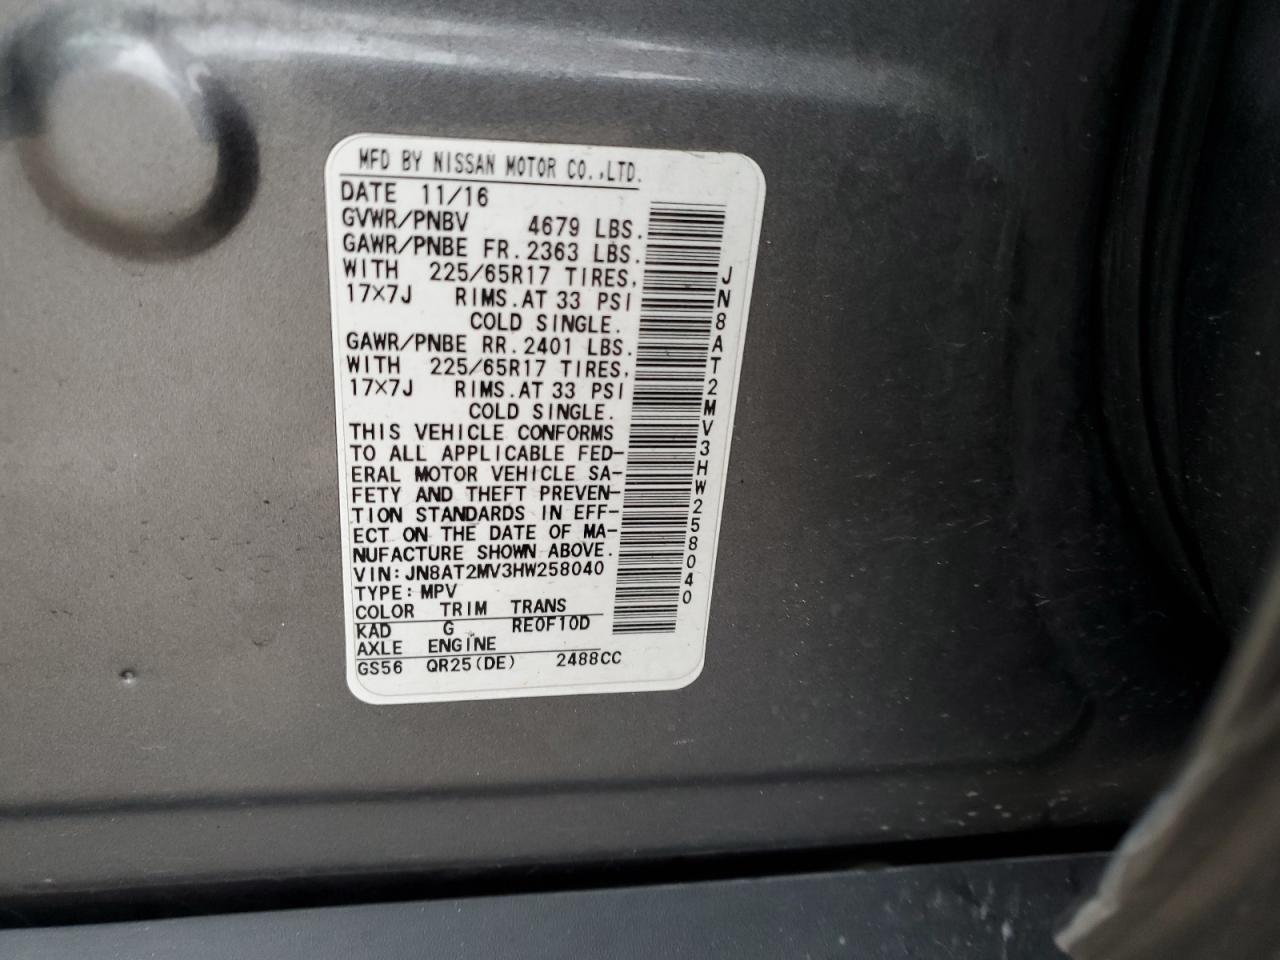 MFD BY NISSAN MOTOR CO.,LTD.
DATE 11/16
GVWR/PNBV 4679 LBS.
GAWR/PNBE FR. 2363 LBS.
WITH 225/65R17 TIRES,
17×7J RIMS. AT 33 PSI
COLD SINGLE.
GAWR/PNBE RR. 2401 LBS.
WITH 225/65R17 TIRES,
17×7J RIMS. AT 33 PSI
COLD SINGLE.
THIS VEHICLE CONFORMS
TO ALL APPLICABLE FED-
ERAL MOTOR VEHICLE SA-
FETY AND THEFT PREVEN-
TION STANDARDS IN EFF-
ECT ON THE DATE OF MA-
NUFACTURE SHOWN ABOVE.
VIN: JN8AT2MV3HW258040
TYPE: MPV
COLOR TRIM TRANS
KAD G RE0F10D
AXLE ENGINE
GS56 QR25(DE) 2488CC
JN8AT2MV3HW258040